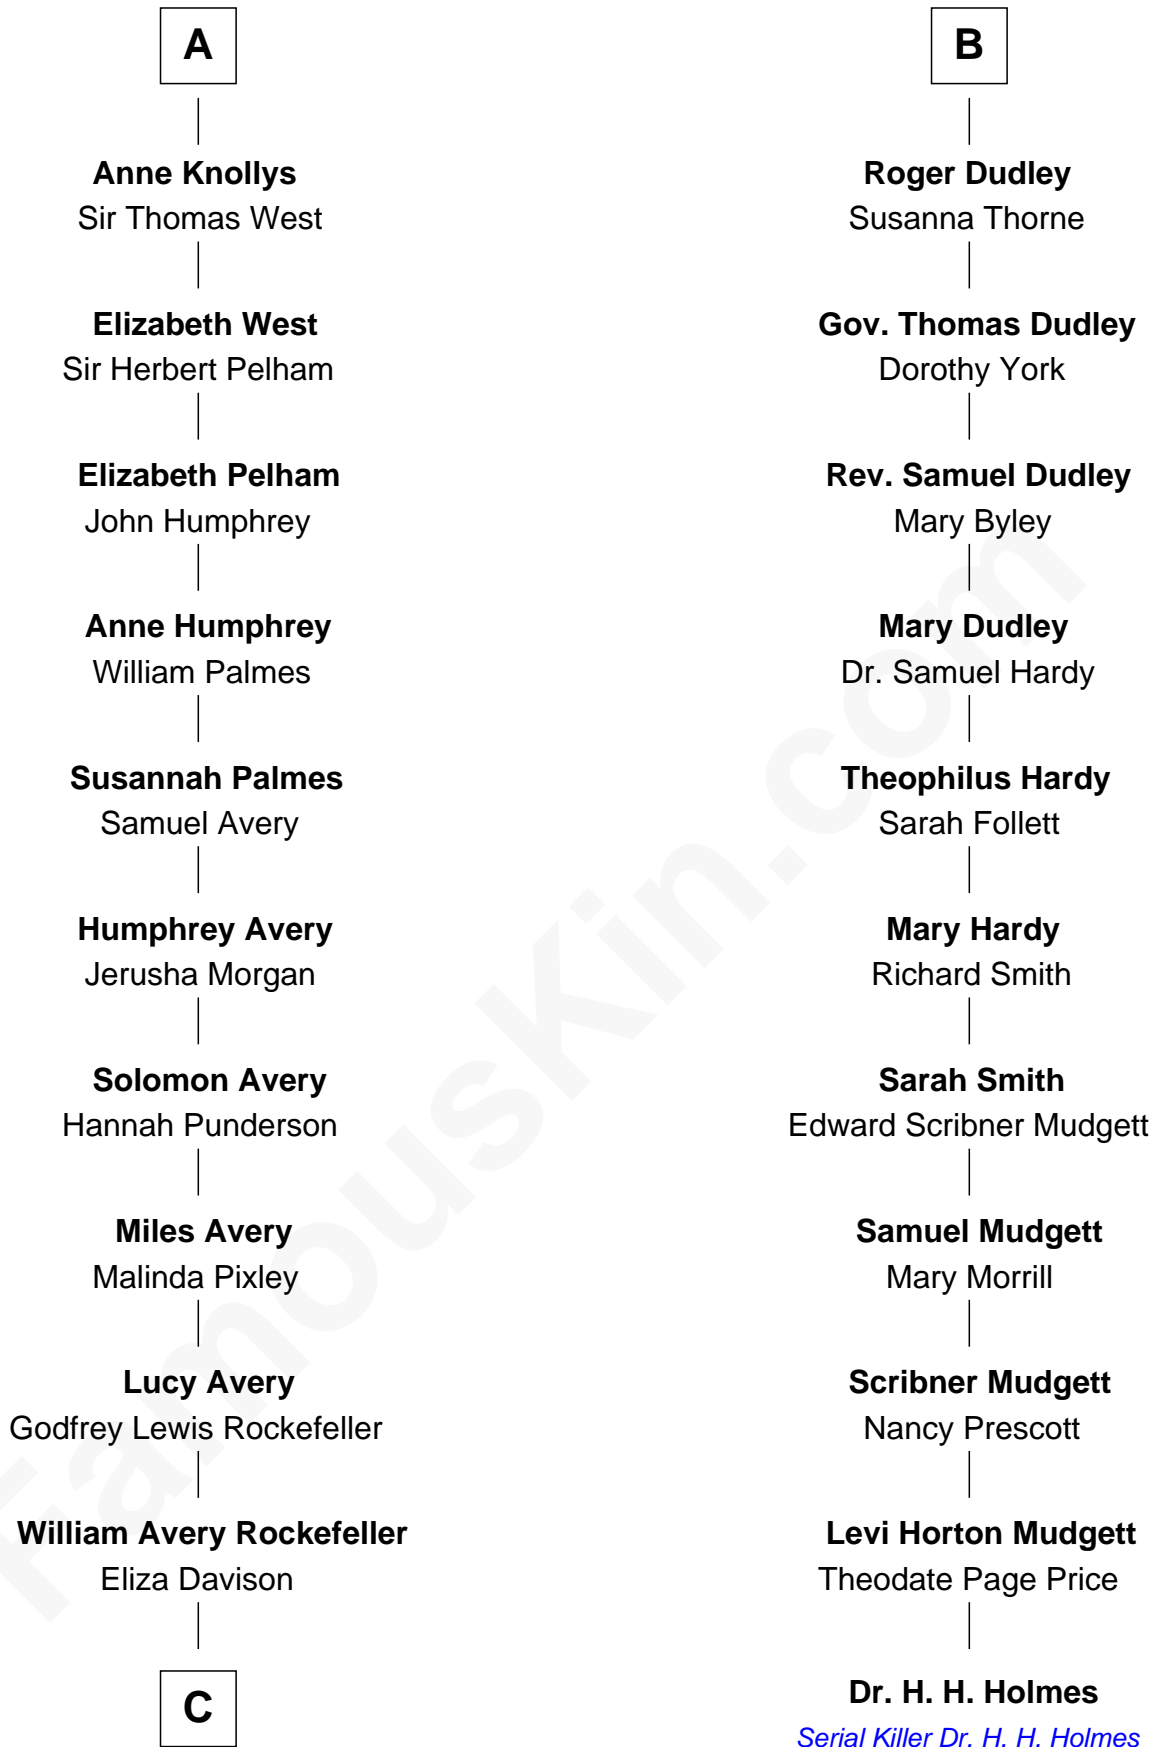 A
Anne Knollys
Sir Thomas West
Elizabeth West
Sir Herbert Pelham
Elizabeth Pelham
John Humphrey
Anne Humphrey
William Palmes
Susannah Palmes
Samuel Avery
Humphrey Avery
Jerusha Morgan
Solomon Avery
Hannah Punderson
Miles Avery
Malinda Pixley
Lucy Avery
Godfrey Lewis Rockefeller
William Avery Rockefeller
Eliza Davison
C
B
Roger Dudley
Susanna Thorne
Gov. Thomas Dudley
Dorothy York
Rev. Samuel Dudley
Mary Byley
Mary Dudley
Dr. Samuel Hardy
Theophilus Hardy
Sarah Follett
Mary Hardy
Richard Smith
Sarah Smith
Edward Scribner Mudgett
Samuel Mudgett
Mary Morrill
Scribner Mudgett
Nancy Prescott
Levi Horton Mudgett
Theodate Page Price
Dr. H. H. Holmes
Serial Killer Dr. H. H. Holmes
FamousKin.com